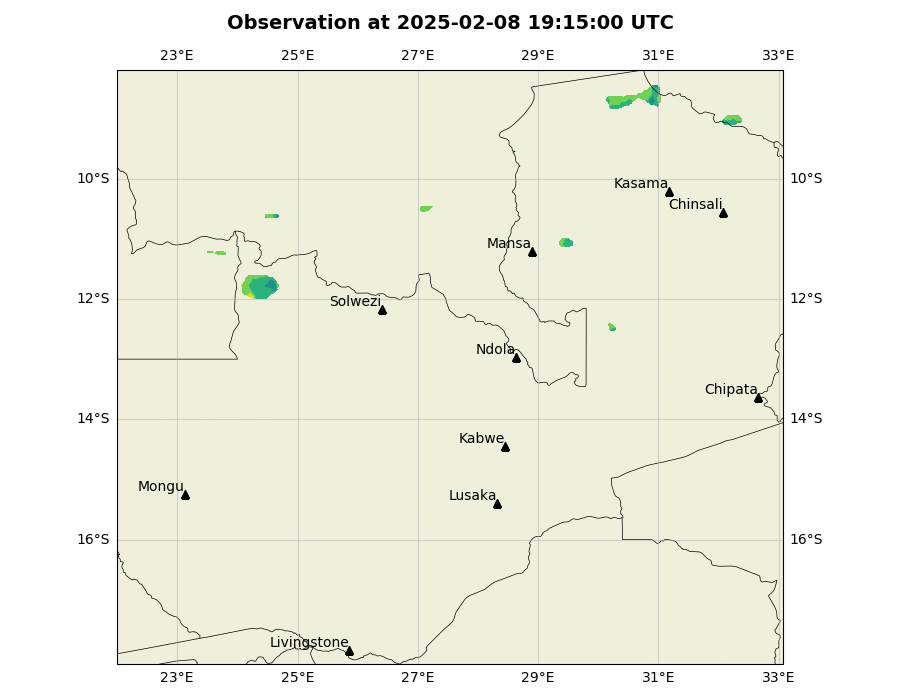 Observation at 2025-02-08 19:15:00 UTC
23°E 25°E 27°E 29°E 31°E 33°E
10°S 10°S
Kasama
Chinsali
Mansa
12°S 12°S
Solwezi
Ndola
Chipata
14°S 14°S
Kabwe
Mongu
Lusaka
16°S 16°S
Livingstone
23°E 25°E 27°E 29°E 31°E 33°E